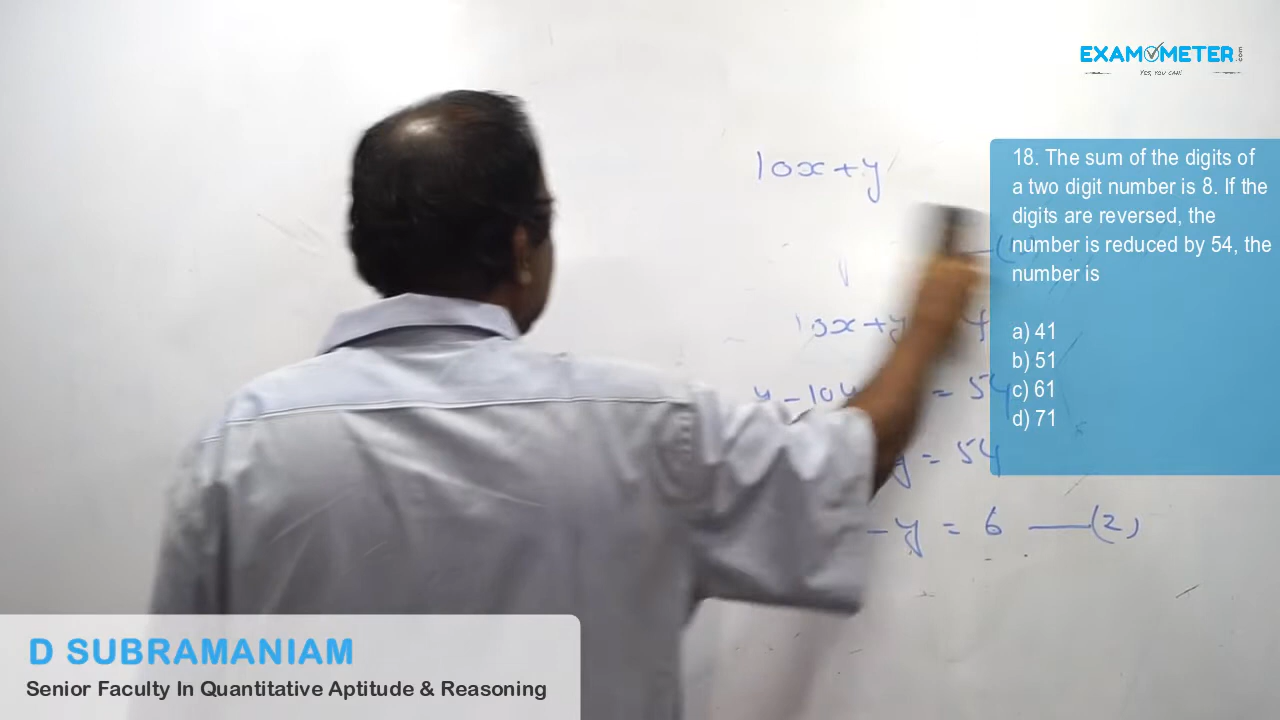 EXAMOMETER
YES, YOU CAN!
18. The sum of the digits of
a two digit number is 8. If the
digits are reversed, the
number is reduced by 54, the
number is
a) 41
b) 51
c) 61
d) 71
10x + y
10x + y
- 10y = 54
y = 54
- y = 6 —(2)
D SUBRAMANIAM
Senior Faculty In Quantitative Aptitude & Reasoning